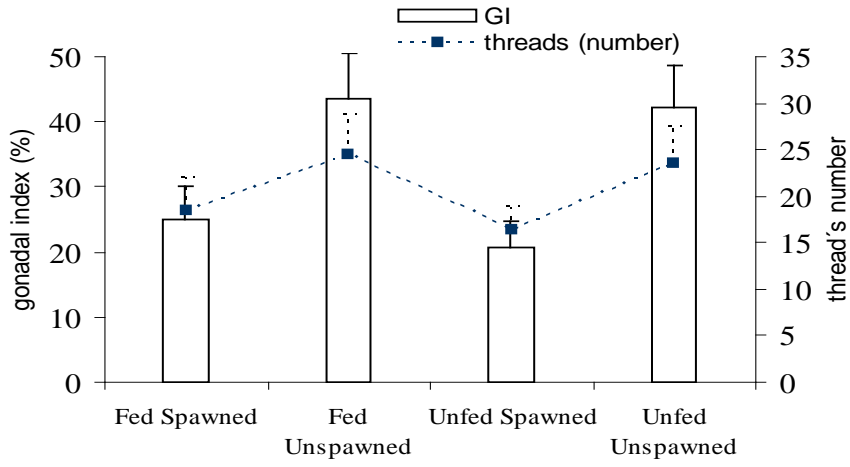 GI
threads (number)
50
40
30
20
10
0
gonadal index (%)
35
30
25
20
15
10
5
0
thread´s number
Fed Spawned
Fed
Unspawned
Unfed Spawned
Unfed
Unspawned